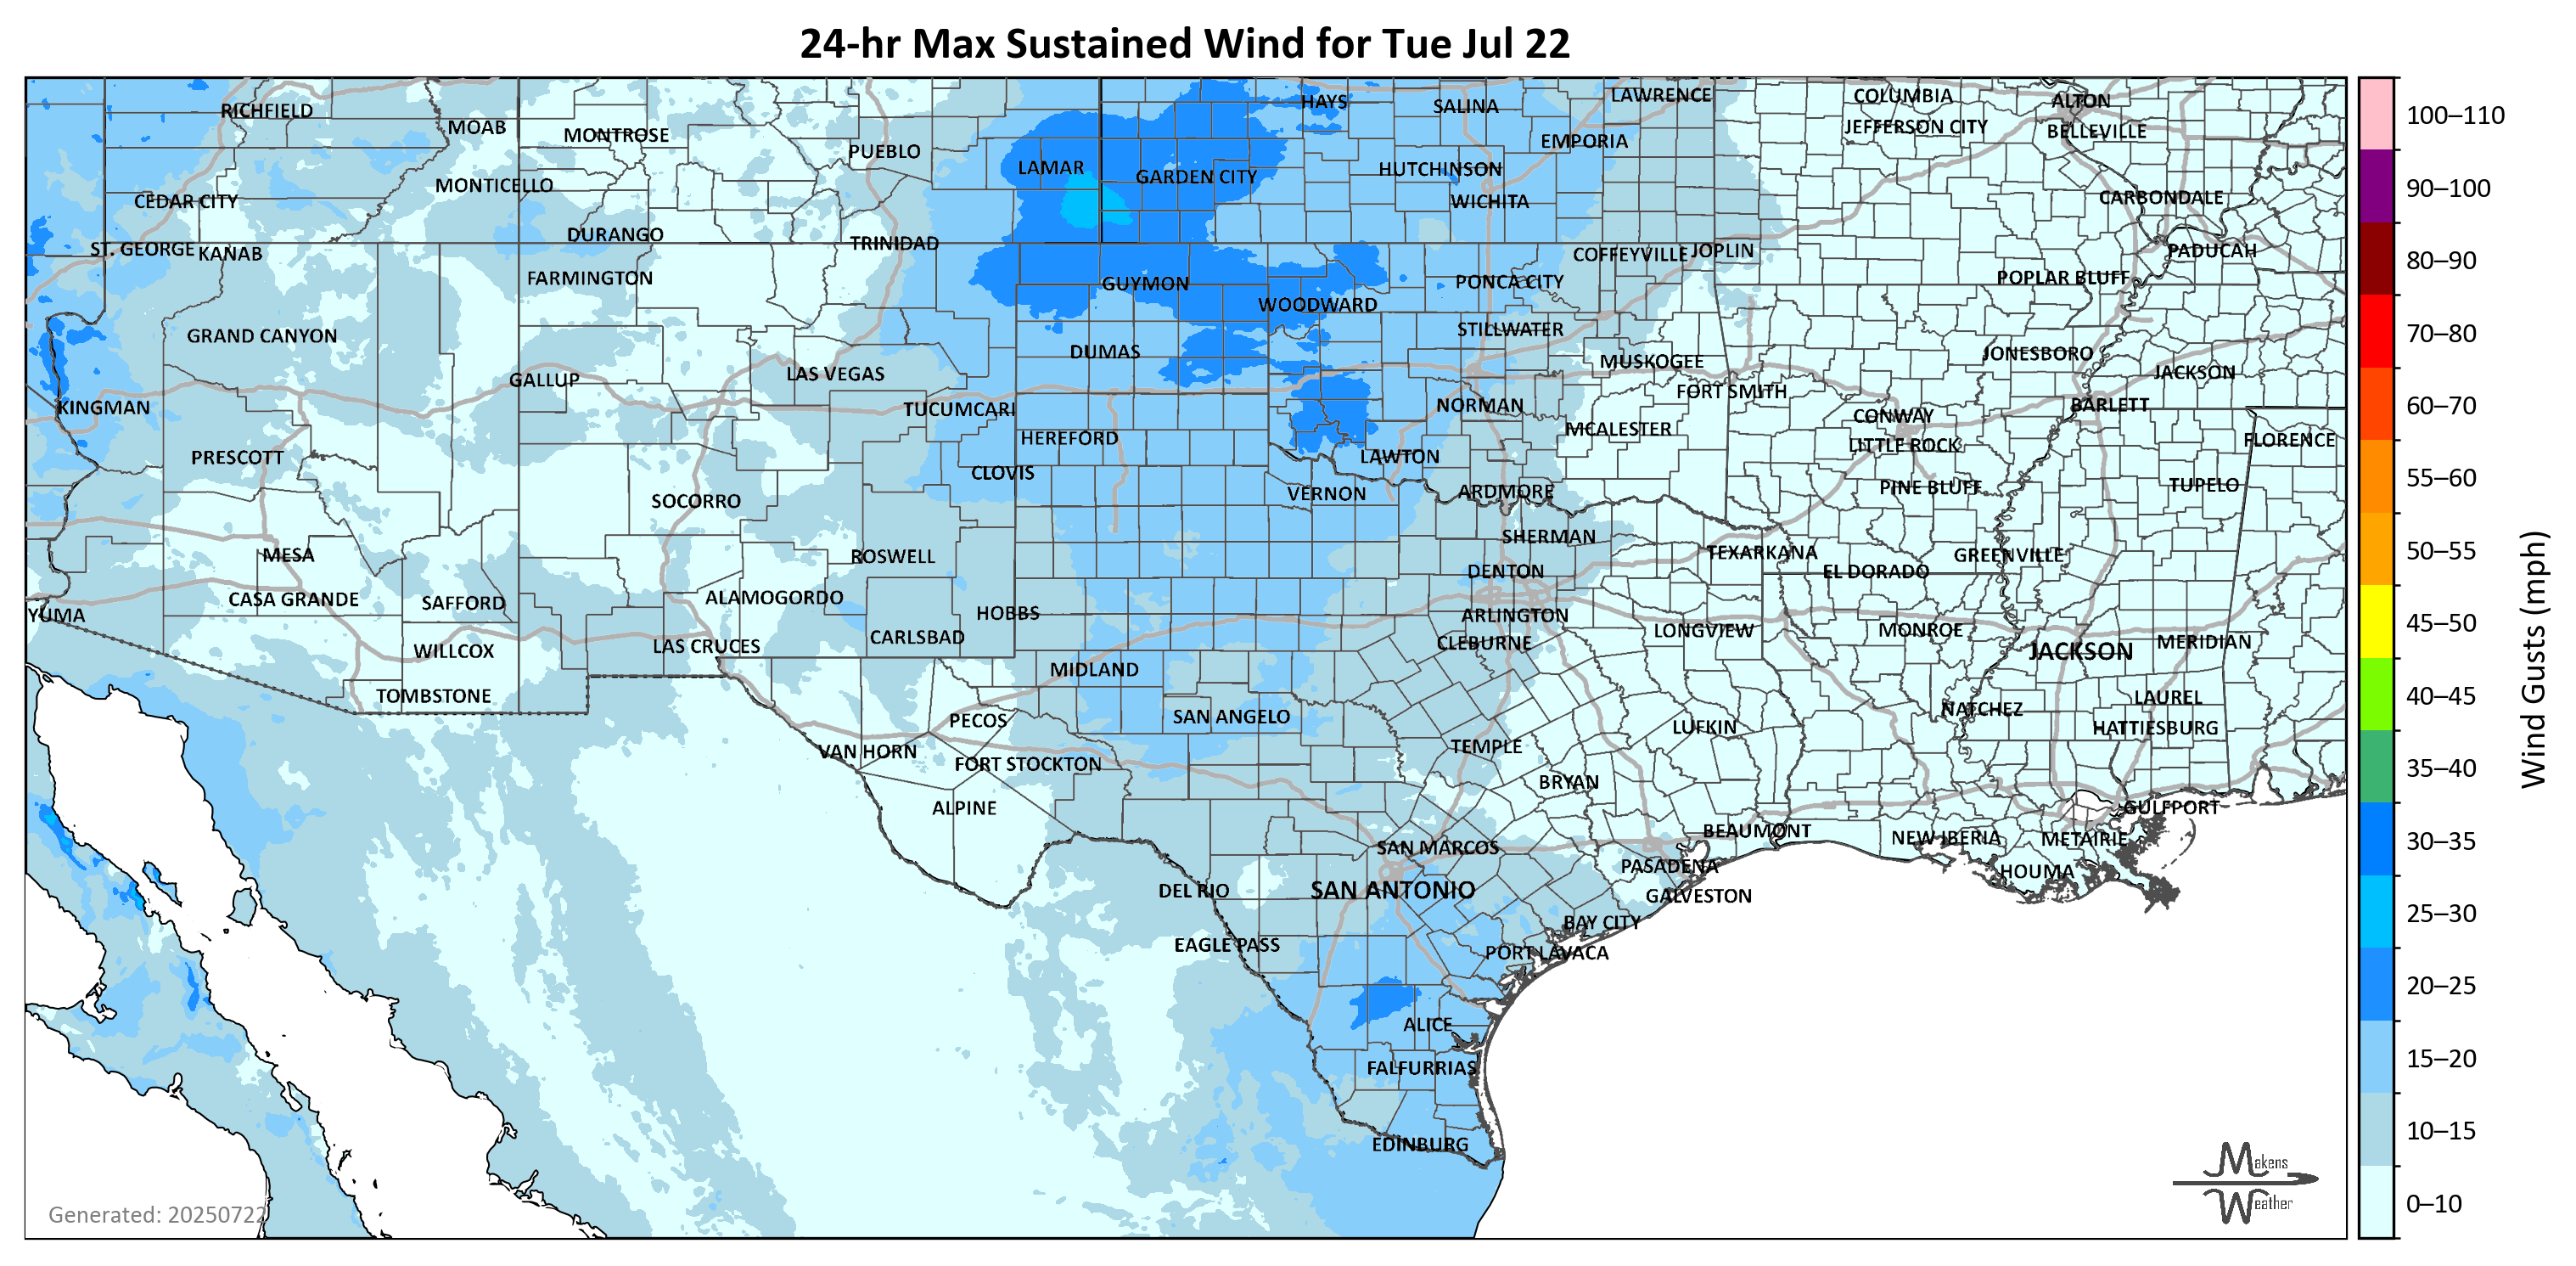 24-hr Max Sustained Wind for Tue Jul 22
RICHFIELD
MOAB
MONTROSE
PUEBLO
LAMAR
GARDEN CITY
HAYS
SALINA
LAWRENCE
EMPORIA
COLUMBIA
JEFFERSON CITY
ALTON
BELLEVILLE
CEDAR CITY
MONTICELLO
HUTCHINSON
WICHITA
CARBONDALE
ST. GEORGE
KANAB
DURANGO
TRINIDAD
COFFEYVILLE
JOPLIN
PADUCAH
FARMINGTON
GUYMON
WOODWARD
PONCA CITY
POPLAR BLUFF
GRAND CANYON
DUMAS
STILLWATER
MUSKOGEE
JONESBORO
JACKSON
GALLUP
LAS VEGAS
FORT SMITH
KINGMAN
TUCUMCARI
NORMAN
CONWAY
BARLETT
HEREFORD
MCALESTER
LITTLE ROCK
FLORENCE
PRESCOTT
CLOVIS
LAWTON
SOCORRO
VERNON
ARDMORE
PINE BLUFF
TUPELO
MESA
ROSWELL
SHERMAN
TEXARKANA
GREENVILLE
DENTON
EL DORADO
CASA GRANDE
SAFFORD
ALAMOGORDO
HOBBS
ARLINGTON
YUMA
CARLSBAD
CLEBURNE
LONGVIEW
MONROE
MERIDIAN
WILLCOX
LAS CRUCES
MIDLAND
JACKSON
TOMBSTONE
PECOS
SAN ANGELO
LUFKIN
NATCHEZ
LAUREL
HATTIESBURG
VAN HORN
FORT STOCKTON
TEMPLE
BRYAN
ALPINE
GULFPORT
SAN MARCOS
BEAUMONT
NEW IBERIA
METAIRIE
DEL RIO
SAN ANTONIO
PASADENA
GALVESTON
HOUMA
EAGLE PASS
BAY CITY
PORT LAVACA
ALICE
FALFURRIAS
EDINBURG
Generated: 20250722
Makens
Weather
100–110
90–100
80–90
70–80
60–70
55–60
50–55
45–50
40–45
35–40
30–35
25–30
20–25
15–20
10–15
0–10
Wind Gusts (mph)